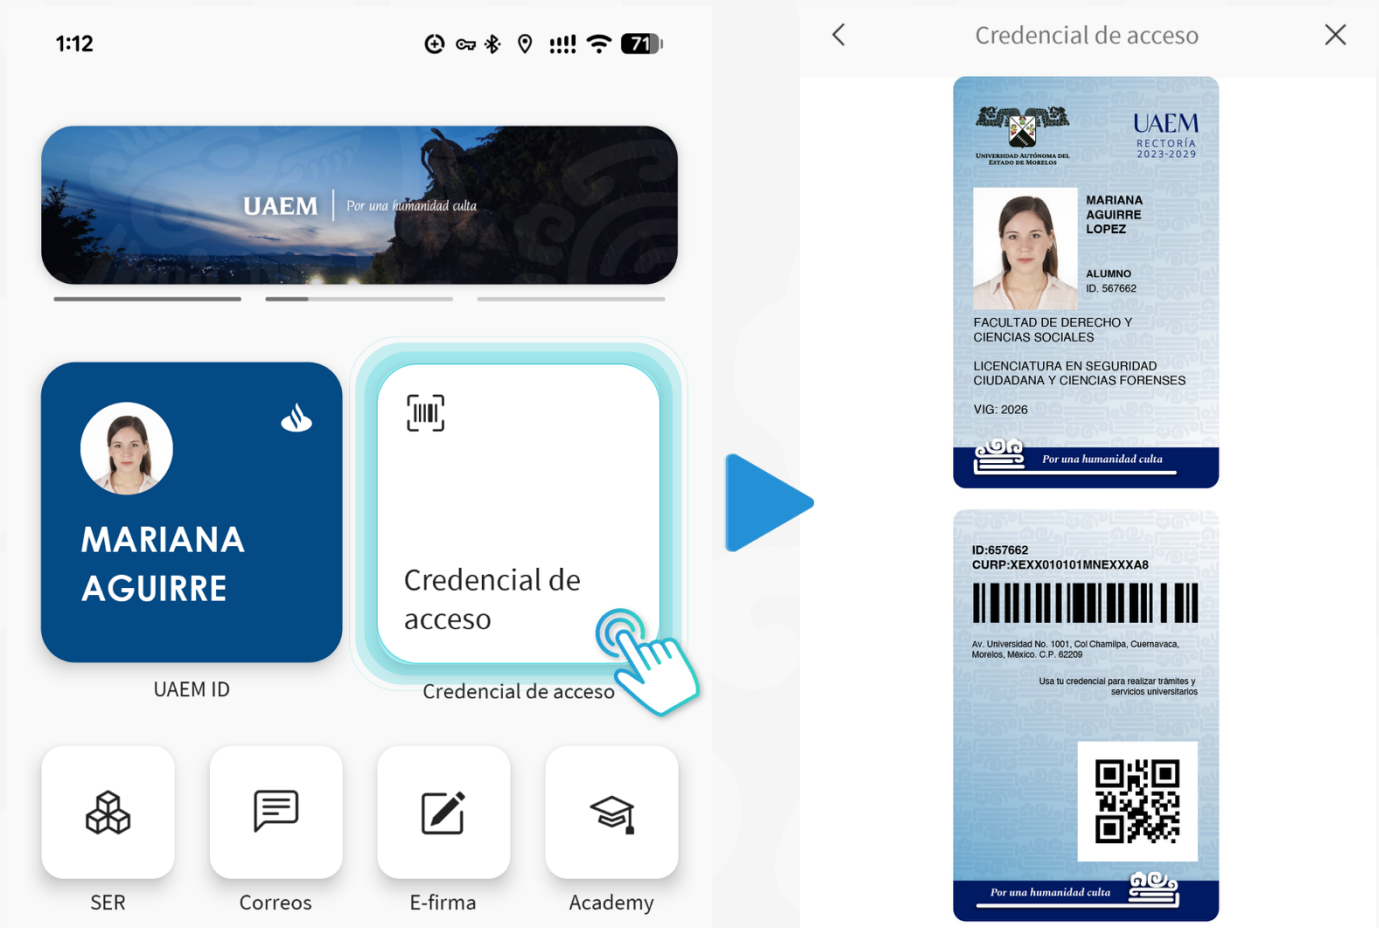 1:12
71
UAEM
Por una humanidad culta
MARIANA
AGUIRRE
UAEM ID
Credencial de
acceso
Credencial de acceso
SER
Correos
E-firma
Academy
Credencial de acceso
UNIVERSIDAD AUTÓNOMA DEL
ESTADO DE MORELOS
UAEM
RECTORÍA
2023-2029
MARIANA
AGUIRRE
LOPEZ
ALUMNO
ID. 567662
FACULTAD DE DERECHO Y
CIENCIAS SOCIALES
LICENCIATURA EN SEGURIDAD
CIUDADANA Y CIENCIAS FORENSES
VIG: 2026
Por una humanidad culta
ID:657662
CURP:XEXX010101MNEXXXA8
Av. Universidad No. 1001, Col Chamilpa, Cuernavaca,
Morelos, México. C.P. 62209
Usa tu credencial para realizar trámites y
servicios universitarios
Por una humanidad culta